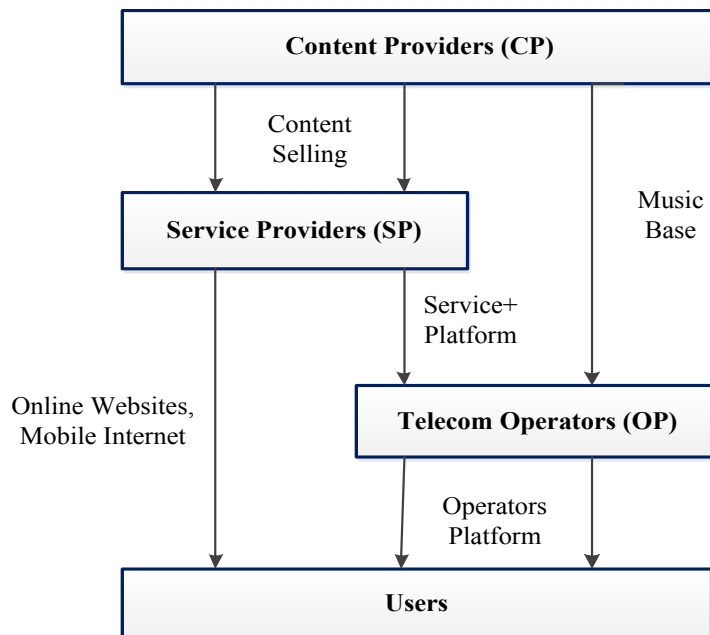 Content Providers (CP)
Content
Selling
Music
Base
Service Providers (SP)
Service+
Platform
Online Websites,
Mobile Internet
Telecom Operators (OP)
Operators
Platform
Users